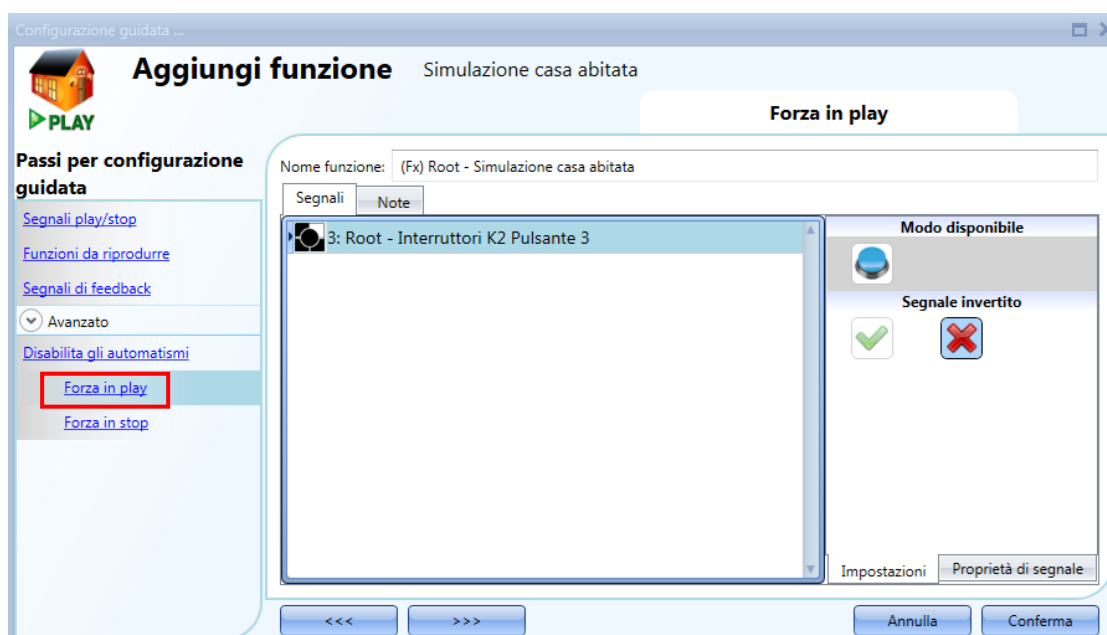 Configurazione guidata ...
Aggiungi funzione
Simulazione casa abitata
PLAY
Forza in play
Passi per configurazione
guidata
Segnali play/stop
Funzioni da riprodurre
Segnali di feedback
Avanzato
Disabilita gli automatismi
Forza in play
Forza in stop
Nome funzione:
(Fx) Root - Simulazione casa abitata
Segnali
Note
3: Root - Interruttori K2 Pulsante 3
Modo disponibile
Segnale invertito
Impostazioni
Proprietà di segnale
<<<
>>>
Annulla
Conferma